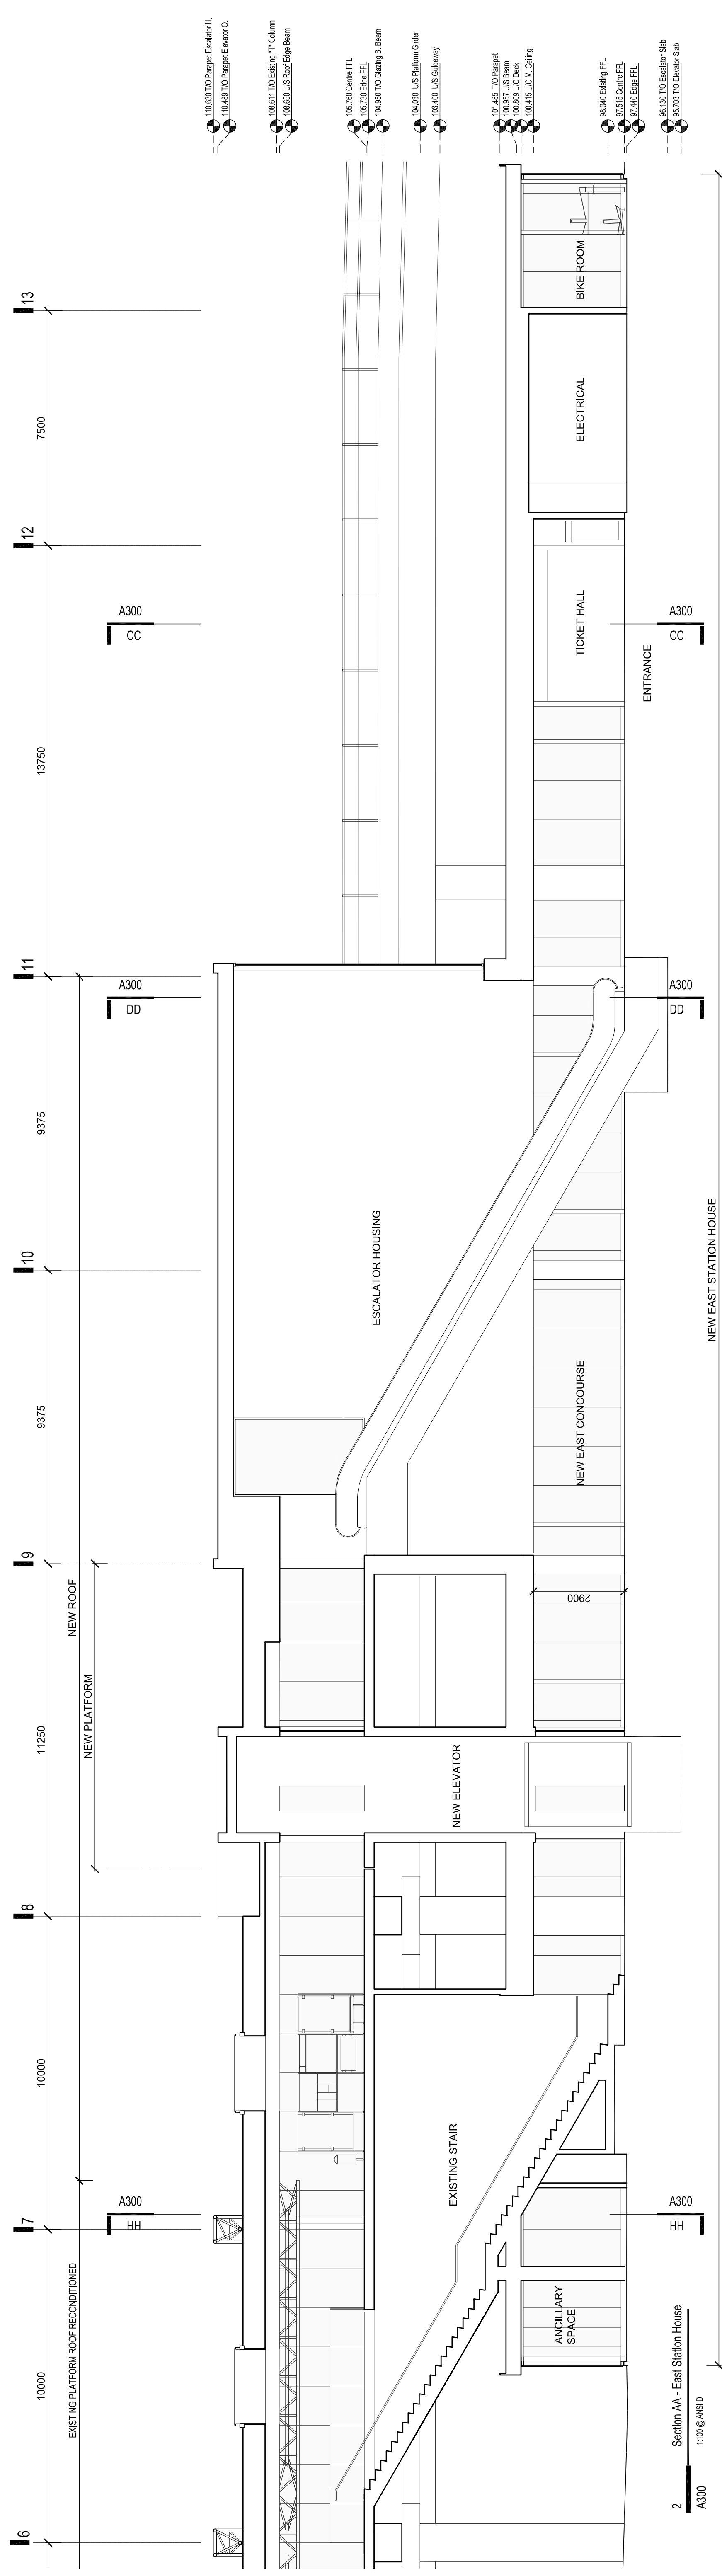 110,630 T/O Parapet Escalator H.
110,489 T/O Parapet Elevator O.
108,611 T/O Existing "T" Column
108,650 U/S Roof Edge Beam
105,760 Centre FFL
105,730 Edge FFL
104,950 T/O Glazing B. Beam
104,030 U/S Platform Girder
103,400 U/S Guideway
101,485 T/O Parapet
100,957 U/S Beam
100,809 U/C Deck
100,415 U/C M. Ceiling
98,040 Existing FFL
97,515 Centre FFL
97,440 Edge FFL
96,130 T/O Escalator Slab
95,703 T/O Elevator Slab
6
7
8
9
10
11
12
13
10000
10000
11250
9375
9375
13750
7500
EXISTING PLATFORM ROOF RECONDITIONED
NEW ROOF
NEW PLATFORM
A300
HH
A300
DD
A300
CC
EXISTING STAIR
NEW ELEVATOR
ESCALATOR HOUSING
ANCILLARY
SPACE
2900
NEW EAST CONCOURSE
TICKET HALL
ELECTRICAL
BIKE ROOM
ENTRANCE
A300
HH
A300
DD
A300
CC
NEW EAST STATION HOUSE
2
Section AA - East Station House
A300
1:100 @ ANSI D